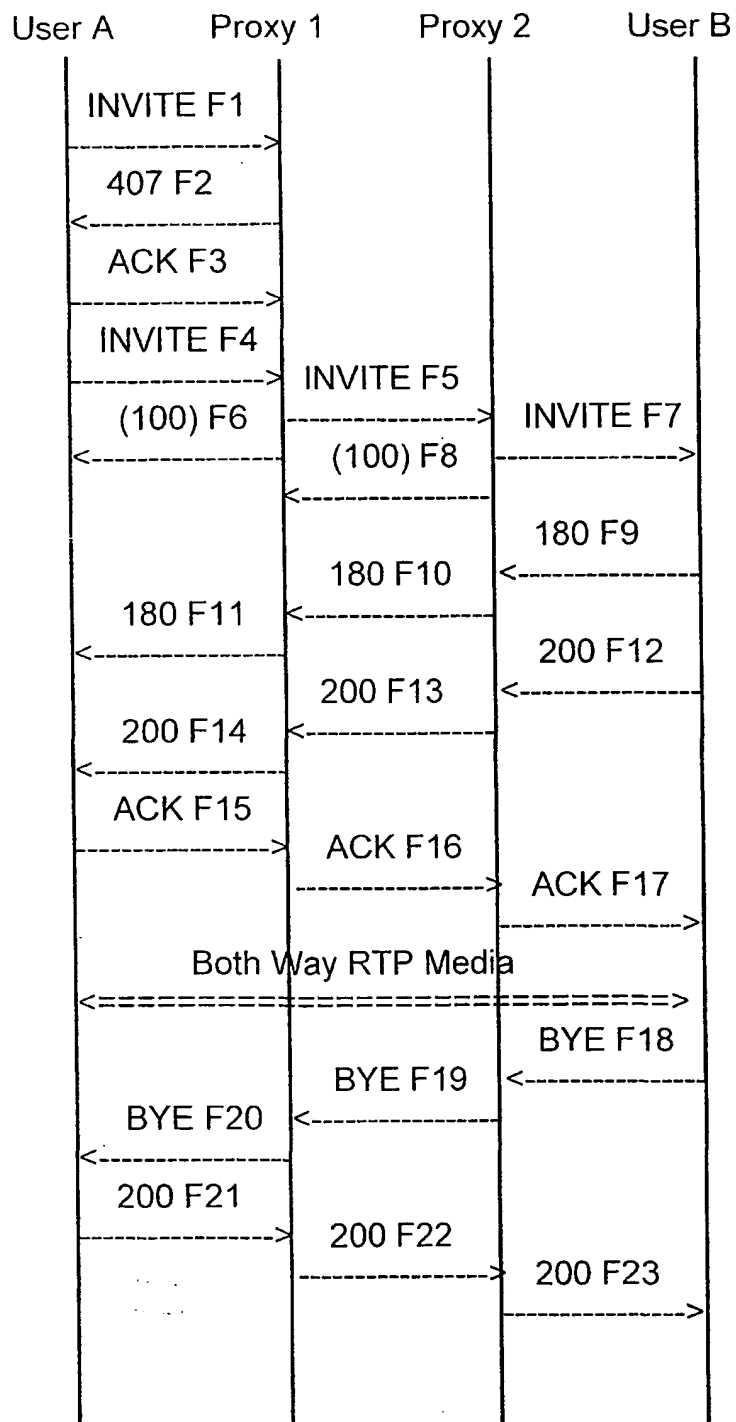 User A Proxy 1 Proxy 2 User B
INVITE F1
407 F2
ACK F3
INVITE F4
INVITE F5
(100) F6
INVITE F7
(100) F8
180 F9
180 F10
180 F11
200 F12
200 F13
200 F14
ACK F15
ACK F16
ACK F17
Both Way RTP Media
BYE F18
BYE F19
BYE F20
200 F21
200 F22
200 F23